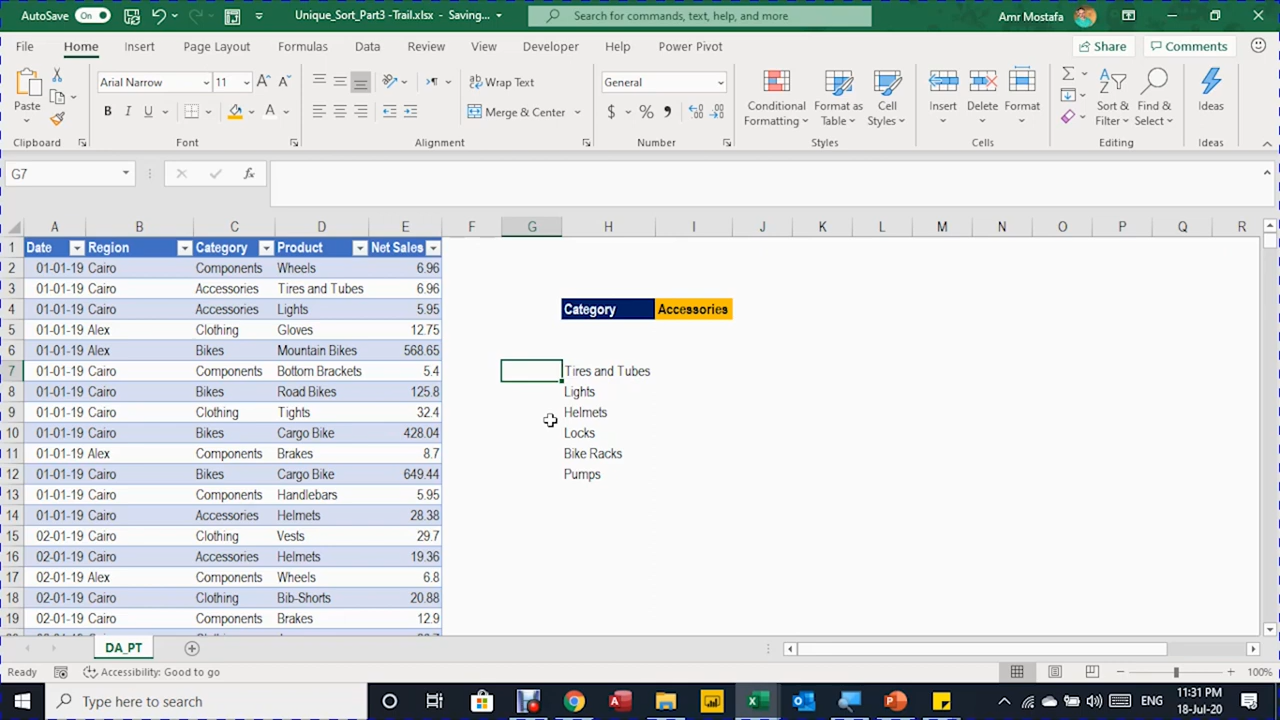 AutoSave On Unique_Sort_Part3 -Trail.xlsx - Saving... Search for commands, text, help, and more Amr Mostafa
File Home Insert Page Layout Formulas Data Review View Developer Help Power Pivot Share Comments
Paste Arial Narrow 11 Wrap Text General Conditional Formatting Format as Table Cell Styles Insert Delete Format Sort & Filter Find & Select Ideas
B I U A Merge & Center $ %
Clipboard Font Alignment Number Styles Cells Editing Ideas
G7 fx
A B C D E F G H I J K L M N O P Q R
1 Date Region Category Product Net Sales
2 01-01-19 Cairo Components Wheels 6.96
3 01-01-19 Cairo Accessories Tires and Tubes 6.96
4 01-01-19 Cairo Accessories Lights 5.95 Category Accessories
5 01-01-19 Alex Clothing Gloves 12.75
6 01-01-19 Alex Bikes Mountain Bikes 568.65
7 01-01-19 Cairo Components Bottom Brackets 5.4 Tires and Tubes
8 01-01-19 Cairo Bikes Road Bikes 125.8 Lights
9 01-01-19 Cairo Clothing Tights 32.4 Helmets
10 01-01-19 Cairo Bikes Cargo Bike 428.04 Locks
11 01-01-19 Alex Components Brakes 8.7 Bike Racks
12 01-01-19 Cairo Bikes Cargo Bike 649.44 Pumps
13 01-01-19 Cairo Components Handlebars 5.95
14 01-01-19 Cairo Accessories Helmets 28.38
15 02-01-19 Cairo Clothing Vests 29.7
16 02-01-19 Cairo Accessories Helmets 19.36
17 02-01-19 Alex Components Wheels 6.8
18 02-01-19 Cairo Clothing Bib-Shorts 20.88
19 02-01-19 Cairo Components Brakes 12.9
DA_PT
Ready Accessibility: Good to go 100%
Type here to search ENG 11:31 PM
18-Jul-20